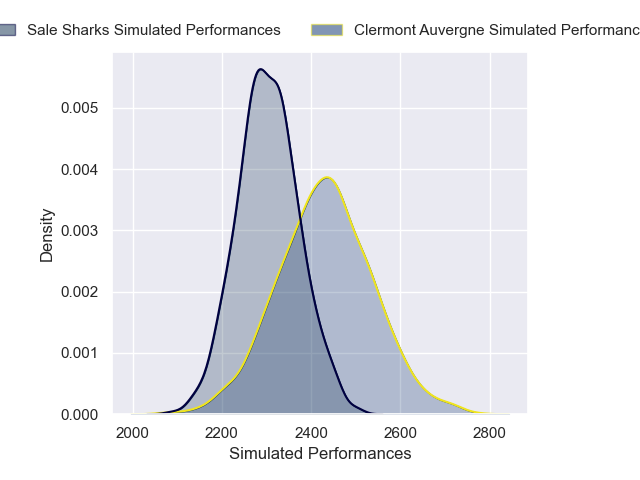 Sale Sharks Simulated Performances Clermont Auvergne Simulated
0.005
0.004
0.003
0.002
0.001
0.000
Density
2000 2200 2400 2600 2800
Simulated Performances